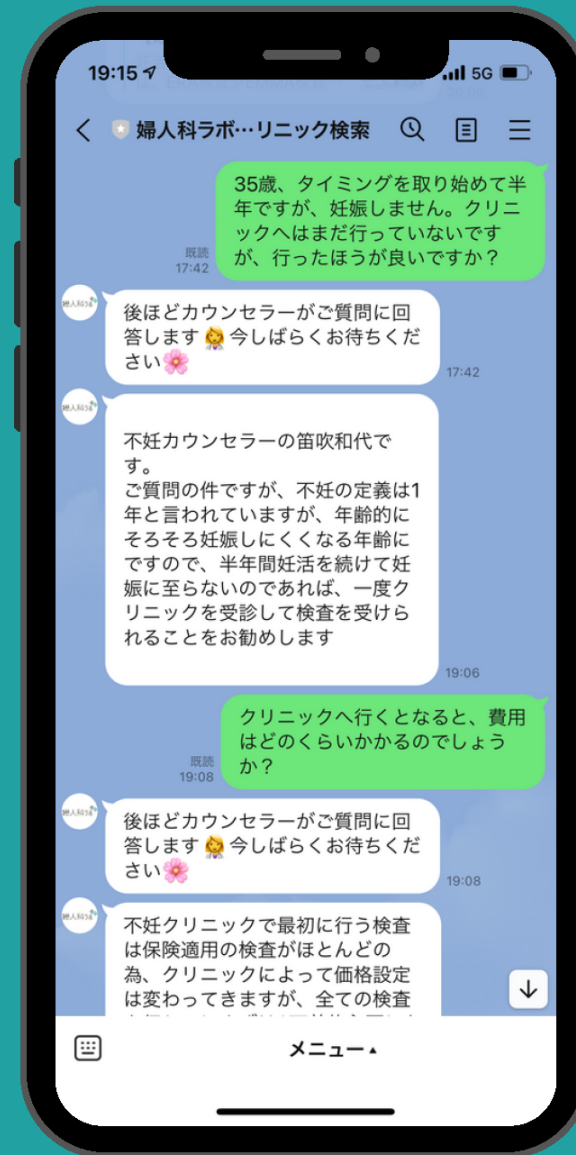 19:15
5G
婦人科ラボ…リニック検索
35歳、タイミングを取り始めて半
年ですが、妊娠しません。クリニ
ックへはまだ行っていないです
が、行ったほうが良いですか？
既読
17:42
後ほどカウンセラーがご質問に回
答します👩‍⚕️今しばらくお待ちくだ
さい🌸
17:42
不妊カウンセラーの笛吹和代で
す。
ご質問の件ですが、不妊の定義は1
年と言われていますが、年齢的に
そろそろ妊娠しにくくなる年齢に
ですので、半年間妊活を続けて妊
娠に至らないのであれば、一度ク
リニックを受診して検査を受けら
れることをお勧めします
19:06
クリニックへ行くとなると、費用
はどのくらいかかるのでしょう
か？
既読
19:08
後ほどカウンセラーがご質問に回
答します👩‍⚕️今しばらくお待ちくだ
さい🌸
19:08
不妊クリニックで最初に行う検査
は保険適用の検査がほとんどの
為、クリニックによって価格設定
は変わってきますが、全ての検査
メニュー▲